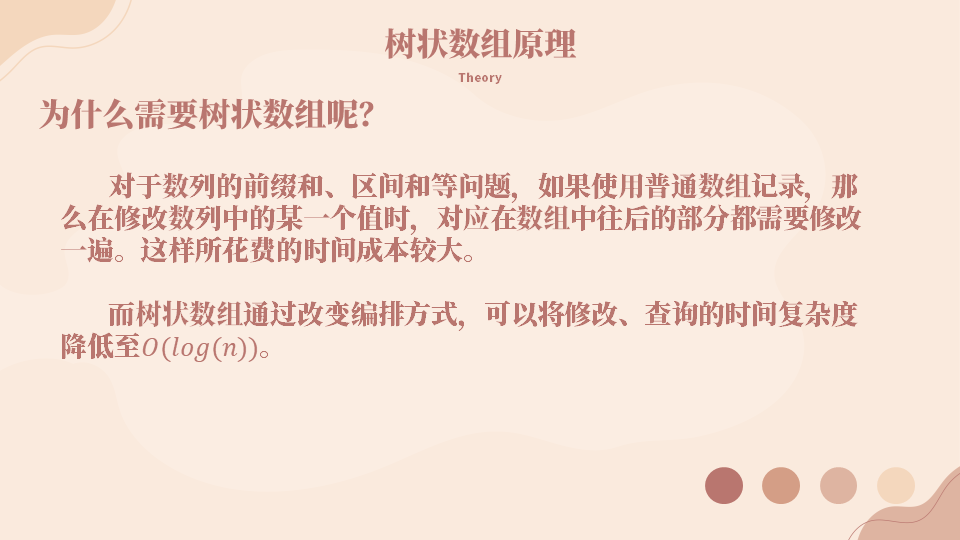 树状数组原理
Theory
为什么需要树状数组呢?
对于数列的前缀和、区间和等问题，如果使用普通数组记录，那
么在修改数列中的某一个值时，对应在数组中往后的部分都需要修改
一遍。这样所花费的时间成本较大。
而树状数组通过改变编排方式，可以将修改、查询的时间复杂度
降低至O(log(n))。